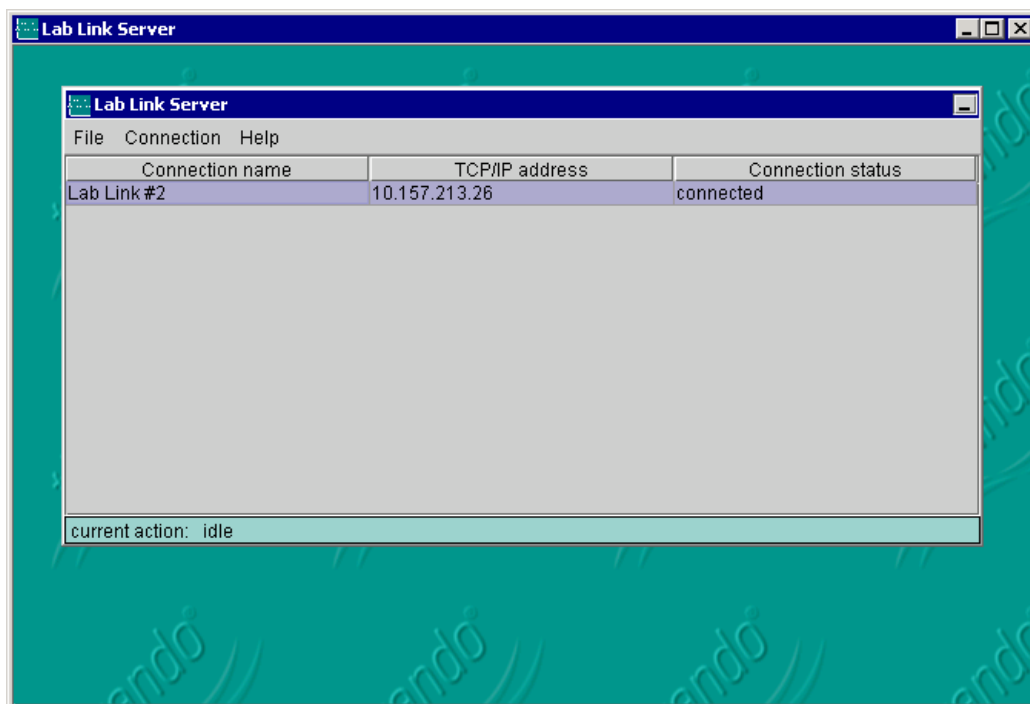 Lab Link Server
Lab Link Server
File Connection Help
Connection name TCP/IP address Connection status
Lab Link #2 10.157.213.26 connected
current action: idle